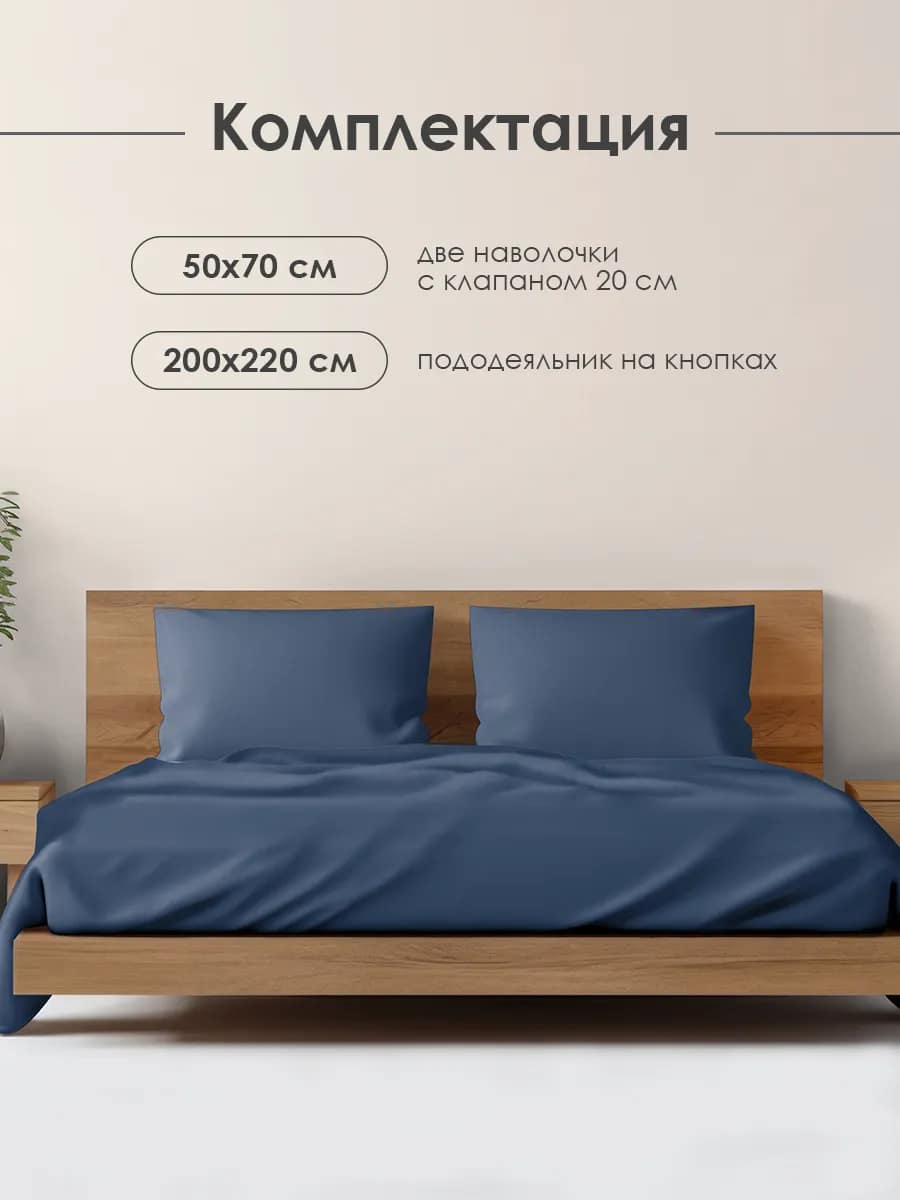 Комплектация
50х70 см
две наволочки
с клапаном 20 см
200х220 см
пододеяльник на кнопках